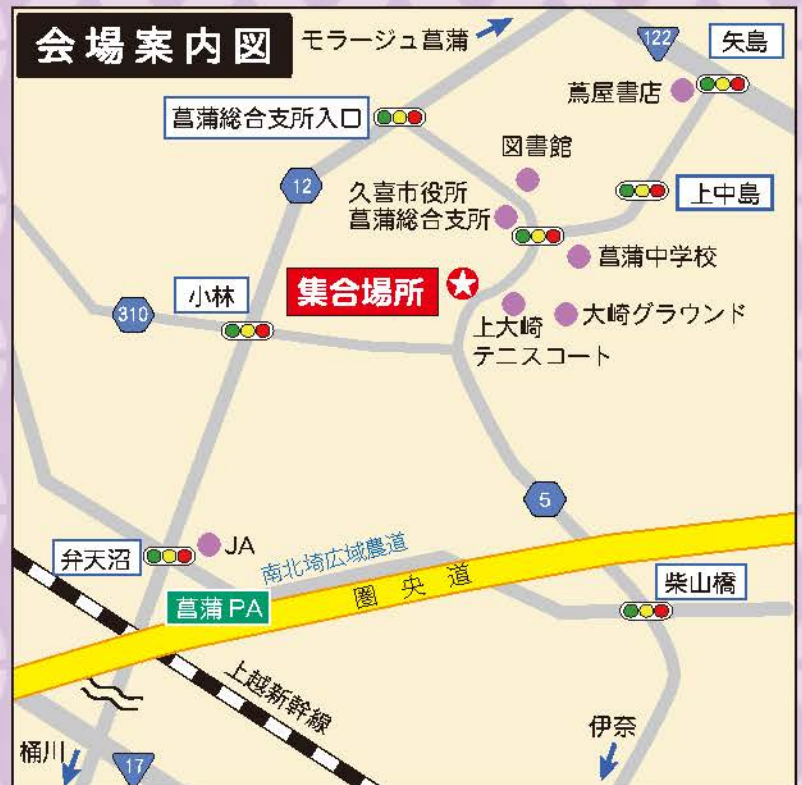 会場案内図
モラージュ菖蒲
122
矢島
蔦屋書店
菖蒲総合支所入口
図書館
12
久喜市役所
菖蒲総合支所
上中島
菖蒲中学校
集合場所
小林
310
上大崎
テニスコート
大崎グラウンド
5
弁天沼
JA
南北埼広域農道
圏央道
菖蒲PA
柴山橋
上越新幹線
伊奈
桶川
17